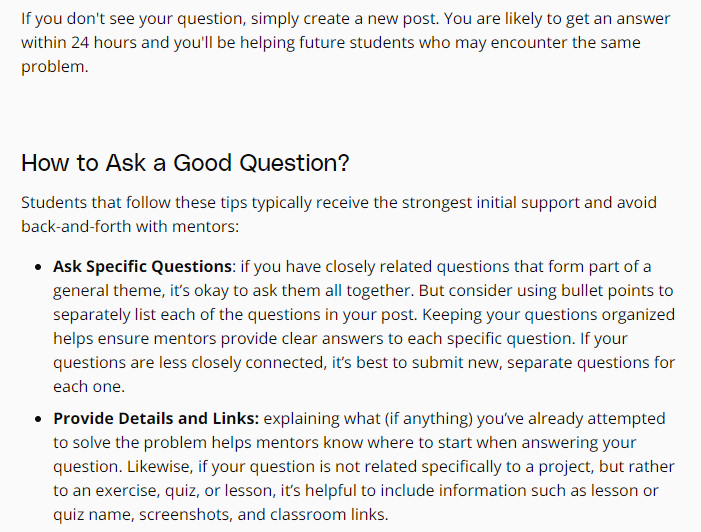 If you don't see your question, simply create a new post. You are likely to get an answer
within 24 hours and you'll be helping future students who may encounter the same
problem.
How to Ask a Good Question?
Students that follow these tips typically receive the strongest initial support and avoid
back-and-forth with mentors:
• Ask Specific Questions: if you have closely related questions that form part of a
general theme, it’s okay to ask them all together. But consider using bullet points to
separately list each of the questions in your post. Keeping your questions organized
helps ensure mentors provide clear answers to each specific question. If your
questions are less closely connected, it’s best to submit new, separate questions for
each one.
• Provide Details and Links: explaining what (if anything) you’ve already attempted
to solve the problem helps mentors know where to start when answering your
question. Likewise, if your question is not related specifically to a project, but rather
to an exercise, quiz, or lesson, it’s helpful to include information such as lesson or
quiz name, screenshots, and classroom links.